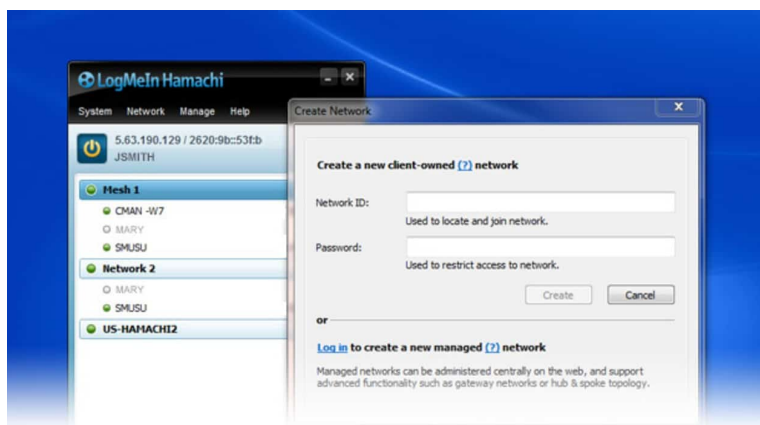 LogMeIn Hamachi
System Network Manage Help
5.63.190.129 / 2620:9b::53f:b
JSMITH
Mesh 1
CMAN -W7
MARY
SMUSU
Network 2
MARY
SMUSU
US-HAMACHI2
Create Network
Create a new client-owned (?) network
Network ID:
Used to locate and join network.
Password:
Used to restrict access to network.
Create Cancel
or
Log in to create a new managed (?) network
Managed networks can be administered centrally on the web, and support
advanced functionality such as gateway networks or hub & spoke topology.